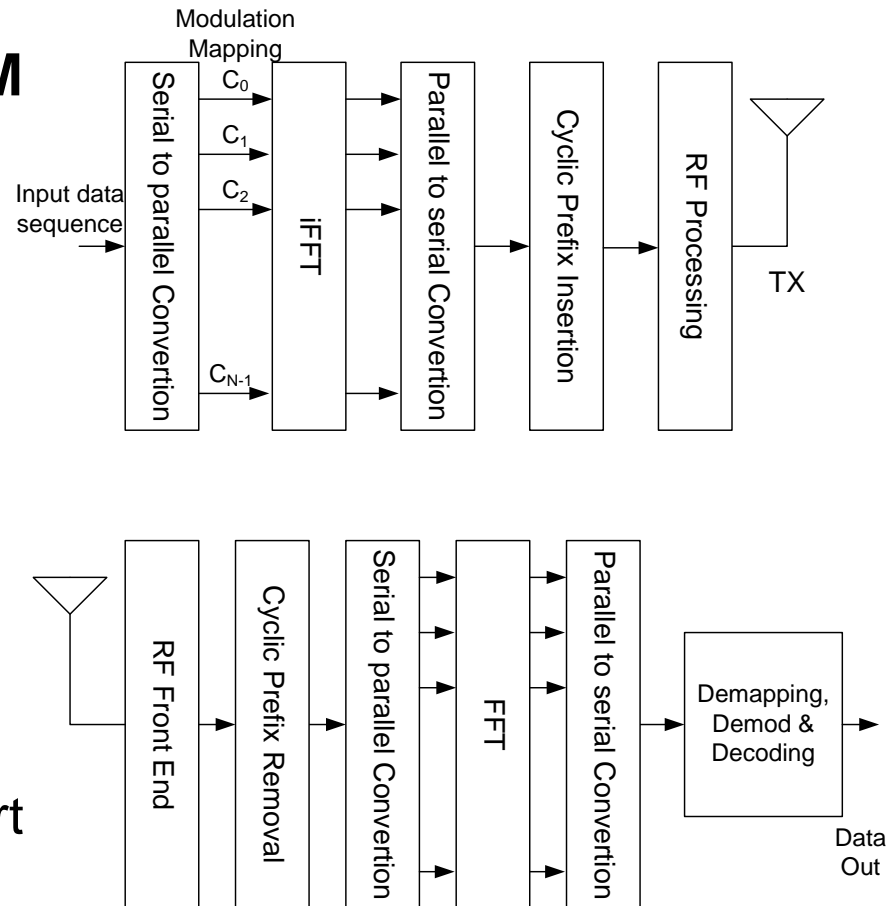 Modulation
Mapping
M
Serial to parallel Convertion
C0
C1
C2
CN-1
Input data
sequence
iFFT
Parallel to serial Convertion
Cyclic Prefix Insertion
RF Processing
TX
RF Front End
Cyclic Prefix Removal
Serial to parallel Convertion
FFT
Parallel to serial Convertion
Demapping,
Demod &
Decoding
Data
Out
rt